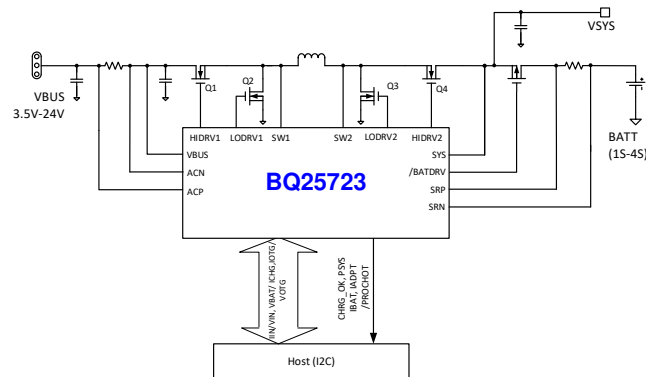 VSYS
VBUS
3.5V-24V
Q1
Q2
Q3
Q4
BATT
(1S-4S)
HIDRV1
LODRV1
SW1
SW2
LODRV2
HIDRV2
VBUS
ACN
ACP
SYS
/BATDRV
SRP
SRN
BQ25723
IIN/VIN, VBAT/ ICHG,IOTG/
VOTG
CHRG_OK, PSYS
IBAT, IADPT
/PROCHOT
Host (I2C)